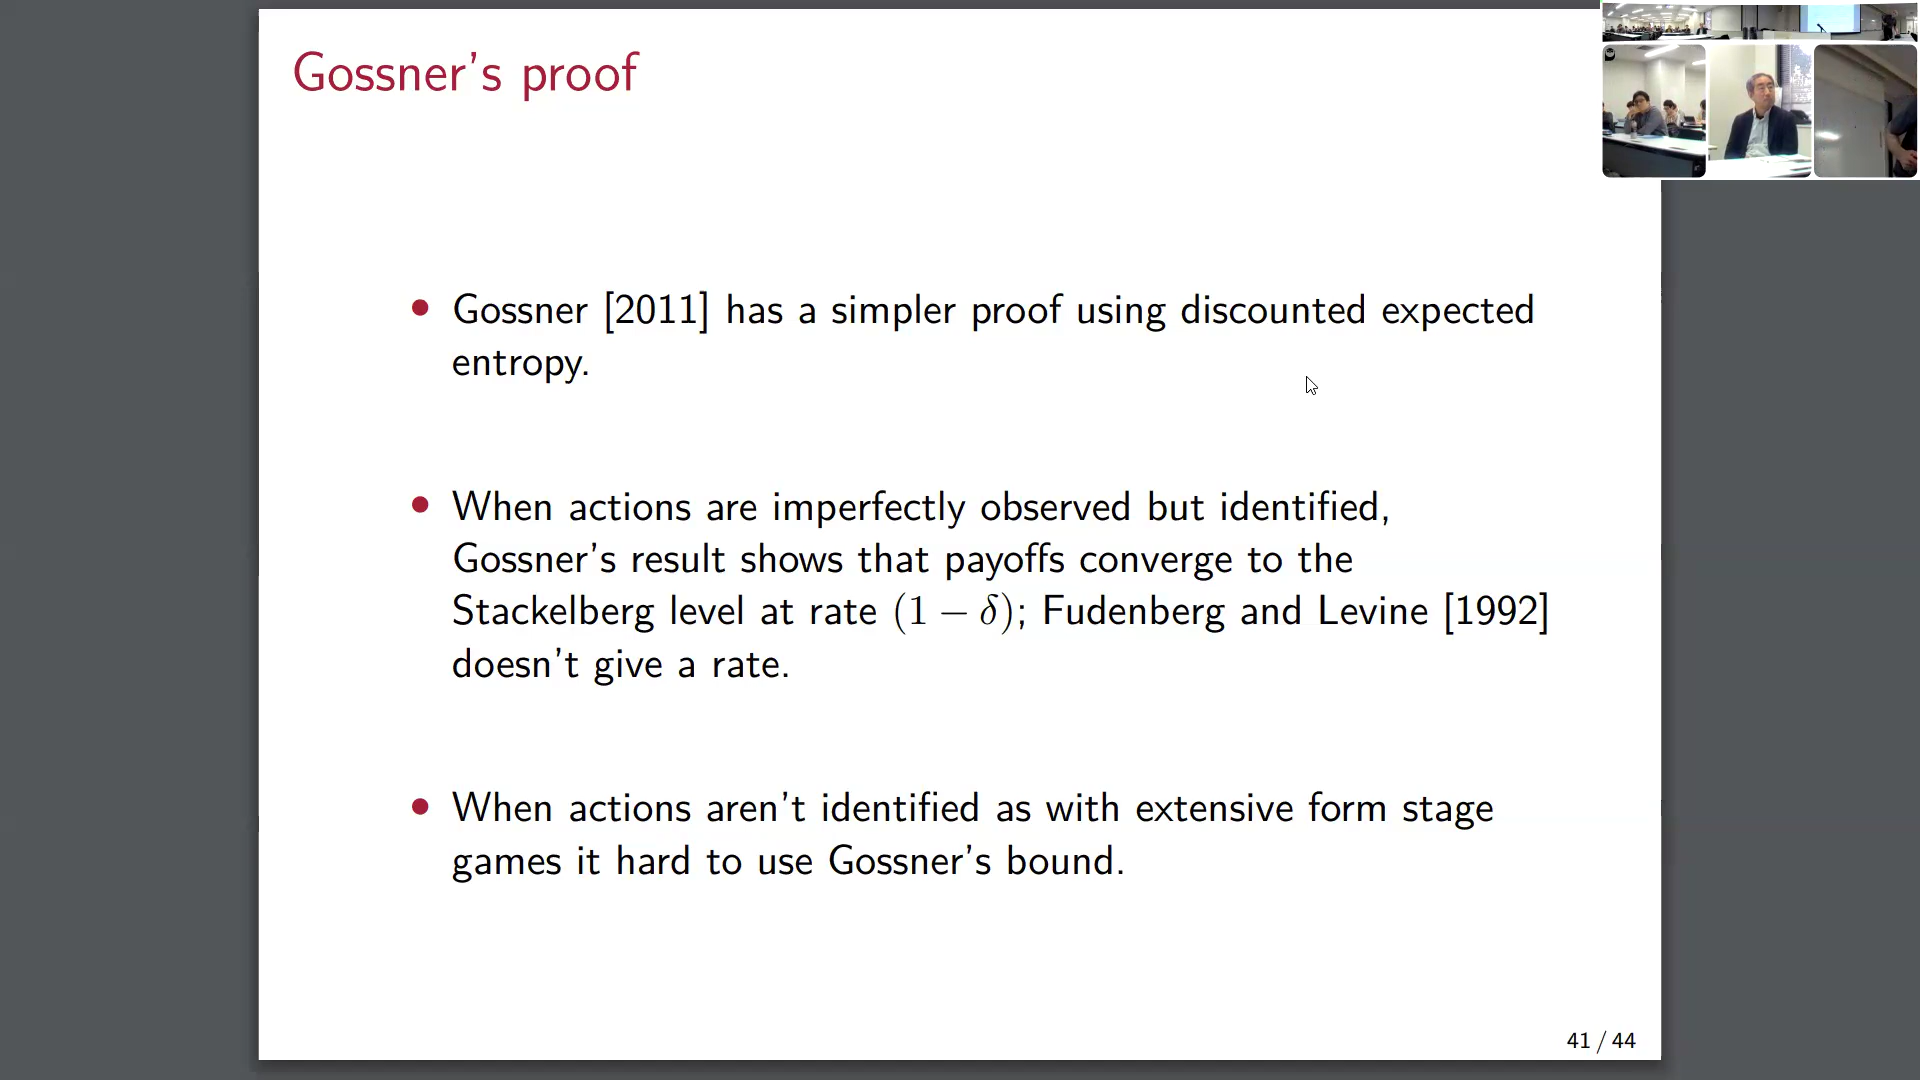 Gossner's proof
• Gossner [2011] has a simpler proof using discounted expected
entropy.
• When actions are imperfectly observed but identified,
Gossner's result shows that payoffs converge to the
Stackelberg level at rate (1 − δ); Fudenberg and Levine [1992]
doesn't give a rate.
• When actions aren't identified as with extensive form stage
games it hard to use Gossner's bound.
41 / 44